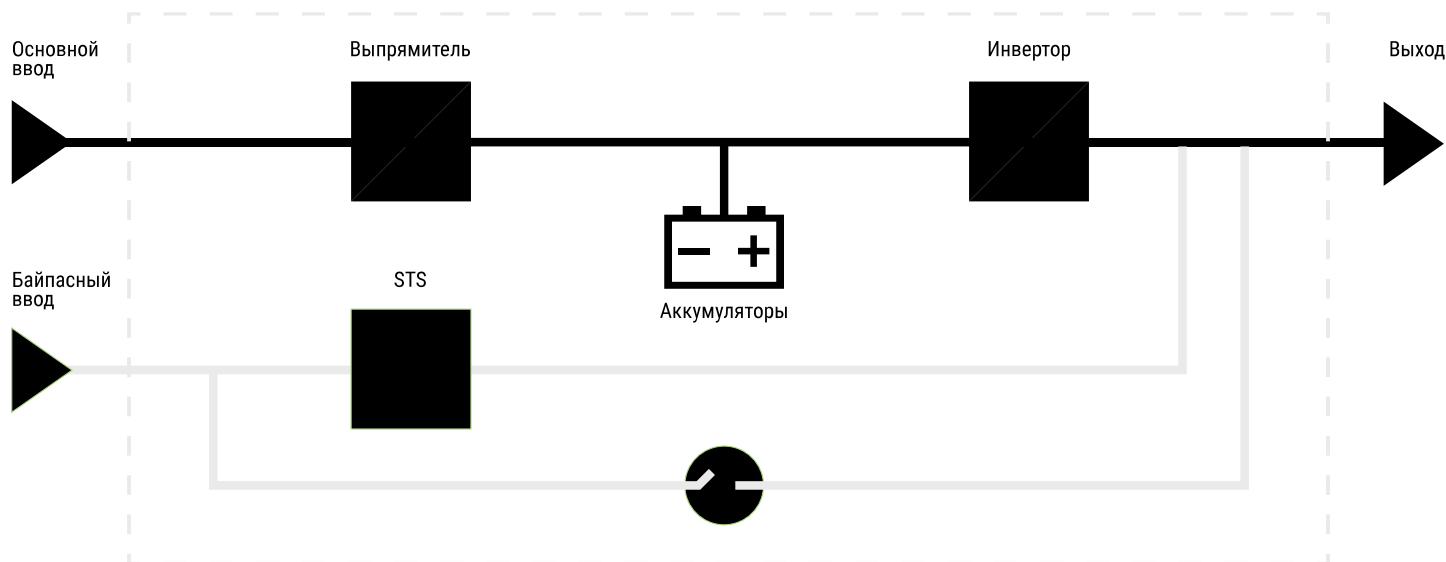 Основной
ввод
Выпрямитель
Инвертор
Выход
Байпасный
ввод
STS
Аккумуляторы